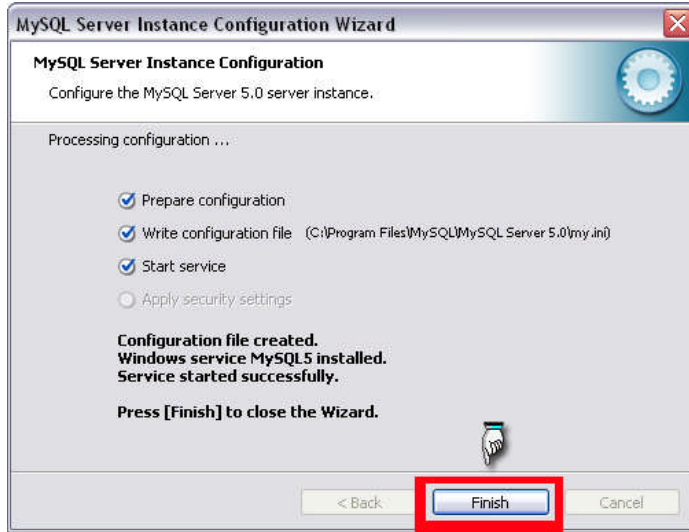 MySQL Server Instance Configuration Wizard
MySQL Server Instance Configuration
Configure the MySQL Server 5.0 server instance.
Processing configuration ...
Prepare configuration
Write configuration file (C:\Program Files\MySQL\MySQL Server 5.0\my.ini)
Start service
Apply security settings
Configuration file created.
Windows service MySQL5 installed.
Service started successfully.
Press [Finish] to close the Wizard.
< Back Finish Cancel